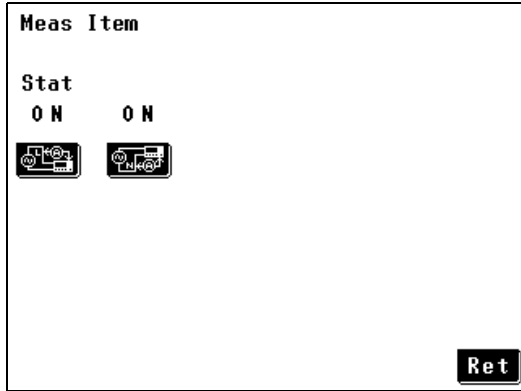 Meas Item
Stat
ON ON
L A
N A
Ret